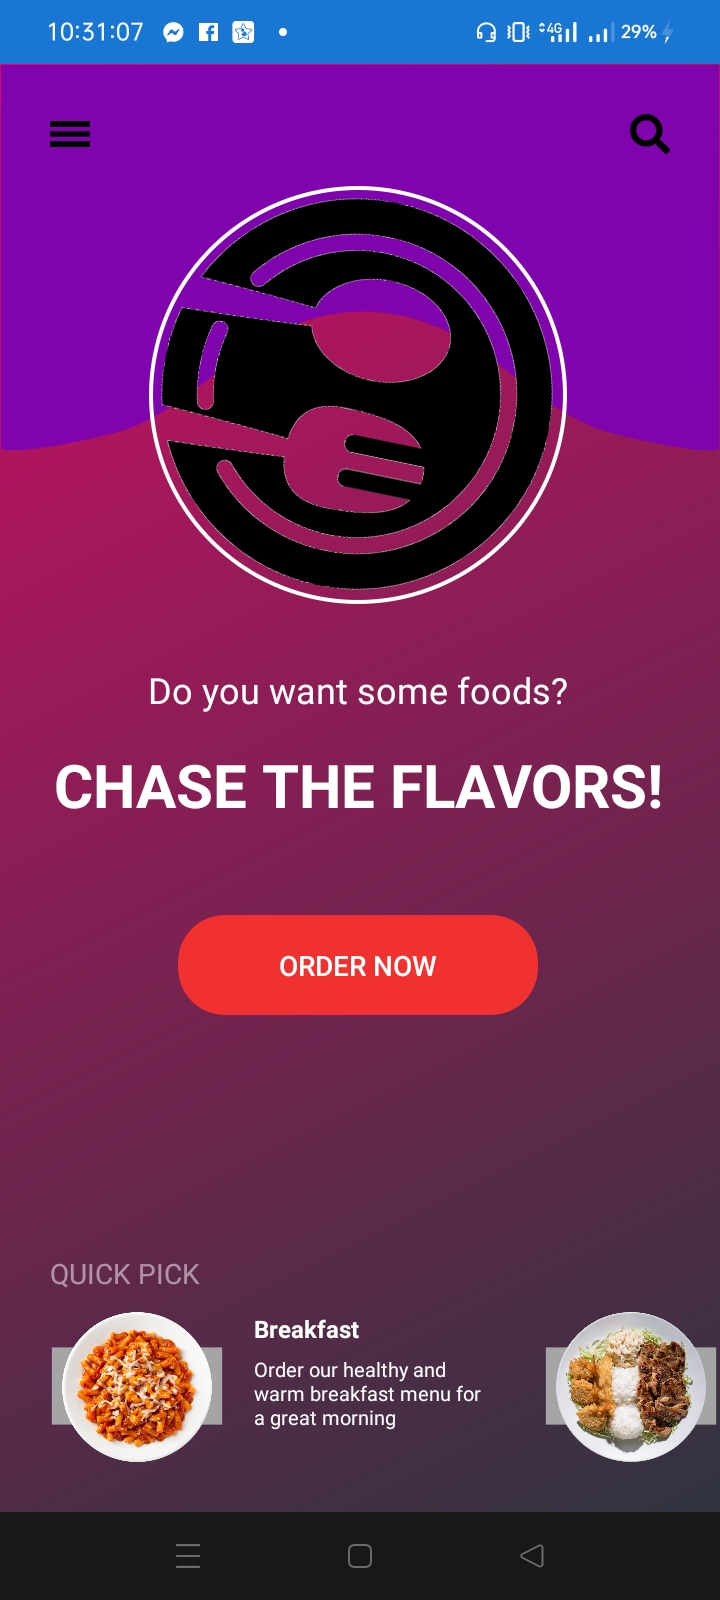 10:31:07
4G
29%
Do you want some foods?
CHASE THE FLAVORS!
ORDER NOW
QUICK PICK
Breakfast
Order our healthy and
warm breakfast menu for
a great morning